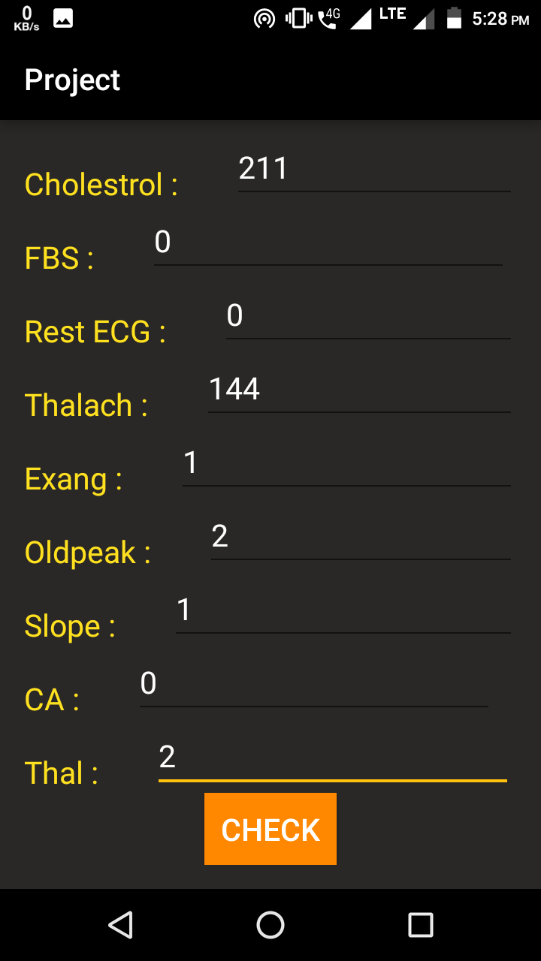 0
KB/s
4G
LTE
5:28 PM
Project
Cholestrol : 211
FBS : 0
Rest ECG : 0
Thalach : 144
Exang : 1
Oldpeak : 2
Slope : 1
CA : 0
Thal : 2
CHECK